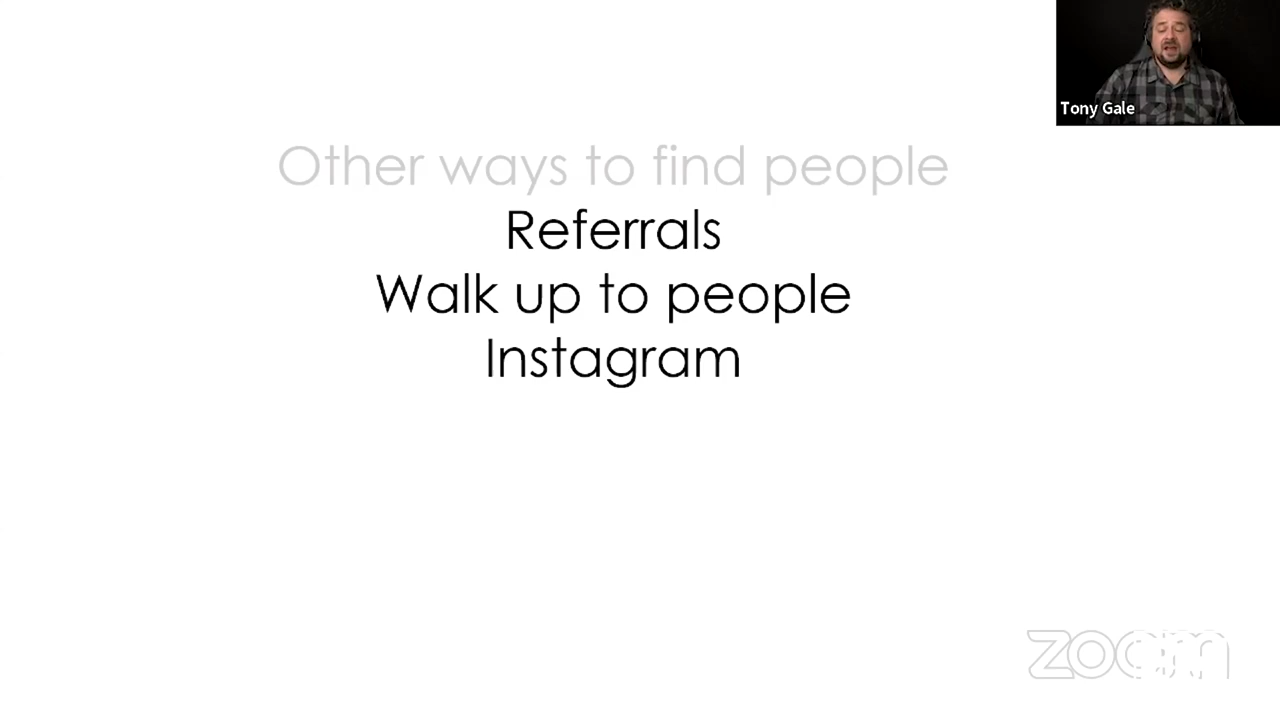 Tony Gale
Other ways to find people
Referrals
Walk up to people
Instagram
zoom